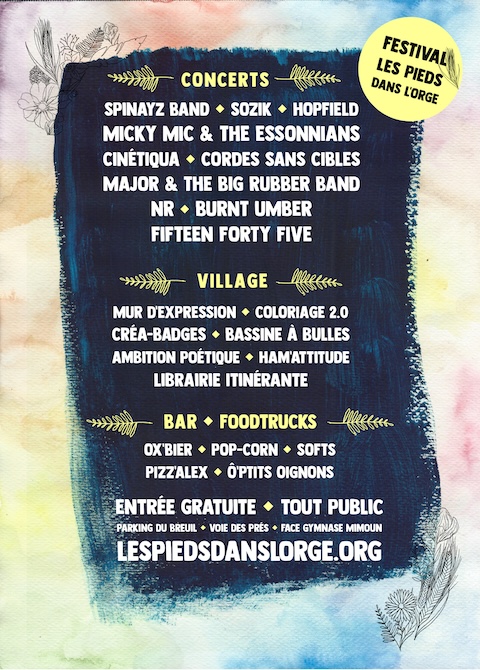 FESTIVAL
LES PIEDS
DANS L'ORGE
CONCERTS
SPINAYZ BAND ◆ SOZIK ◆ HOPFIELD
MICKY MIC & THE ESSONNIANS
CINÉTIQUA ◆ CORDES SANS CIBLES
MAJOR & THE BIG RUBBER BAND
NR ◆ BURNT UMBER
FIFTEEN FORTY FIVE
VILLAGE
MUR D'EXPRESSION ◆ COLORIAGE 2.0
CRÉA-BADGES ◆ BASSINE À BULLES
AMBITION POÉTIQUE ◆ HAM'ATTITUDE
LIBRAIRIE ITINÉRANTE
BAR ◆ FOODTRUCKS
OX'BIER ◆ POP-CORN ◆ SOFTS
PIZZ'ALEX ◆ Ô'PTITS OIGNONS
ENTRÉE GRATUITE ◆ TOUT PUBLIC
PARKING DU BREUIL ◆ VOIE DES PRÉS ◆ FACE GYMNASE MIMOUN
LESPIEDSDANSLORGE.ORG